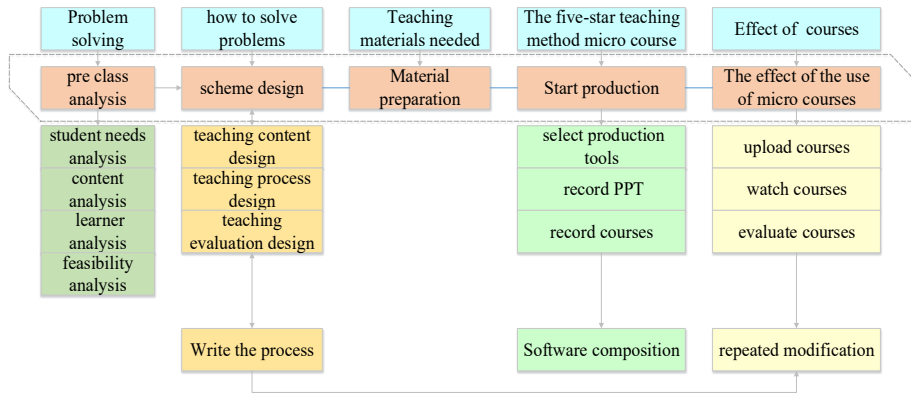 Problem
solving
how to solve
problems
Teaching
materials needed
The five-star teaching
method micro course
Effect of courses
pre class
analysis
scheme design
Material
preparation
Start production
The effect of the use
of micro courses
student needs
analysis
content
analysis
learner
analysis
feasibility
analysis
teaching content
design
teaching process
design
teaching
evaluation design
select production
tools
record PPT
record courses
upload courses
watch courses
evaluate courses
Write the process
Software composition
repeated modification